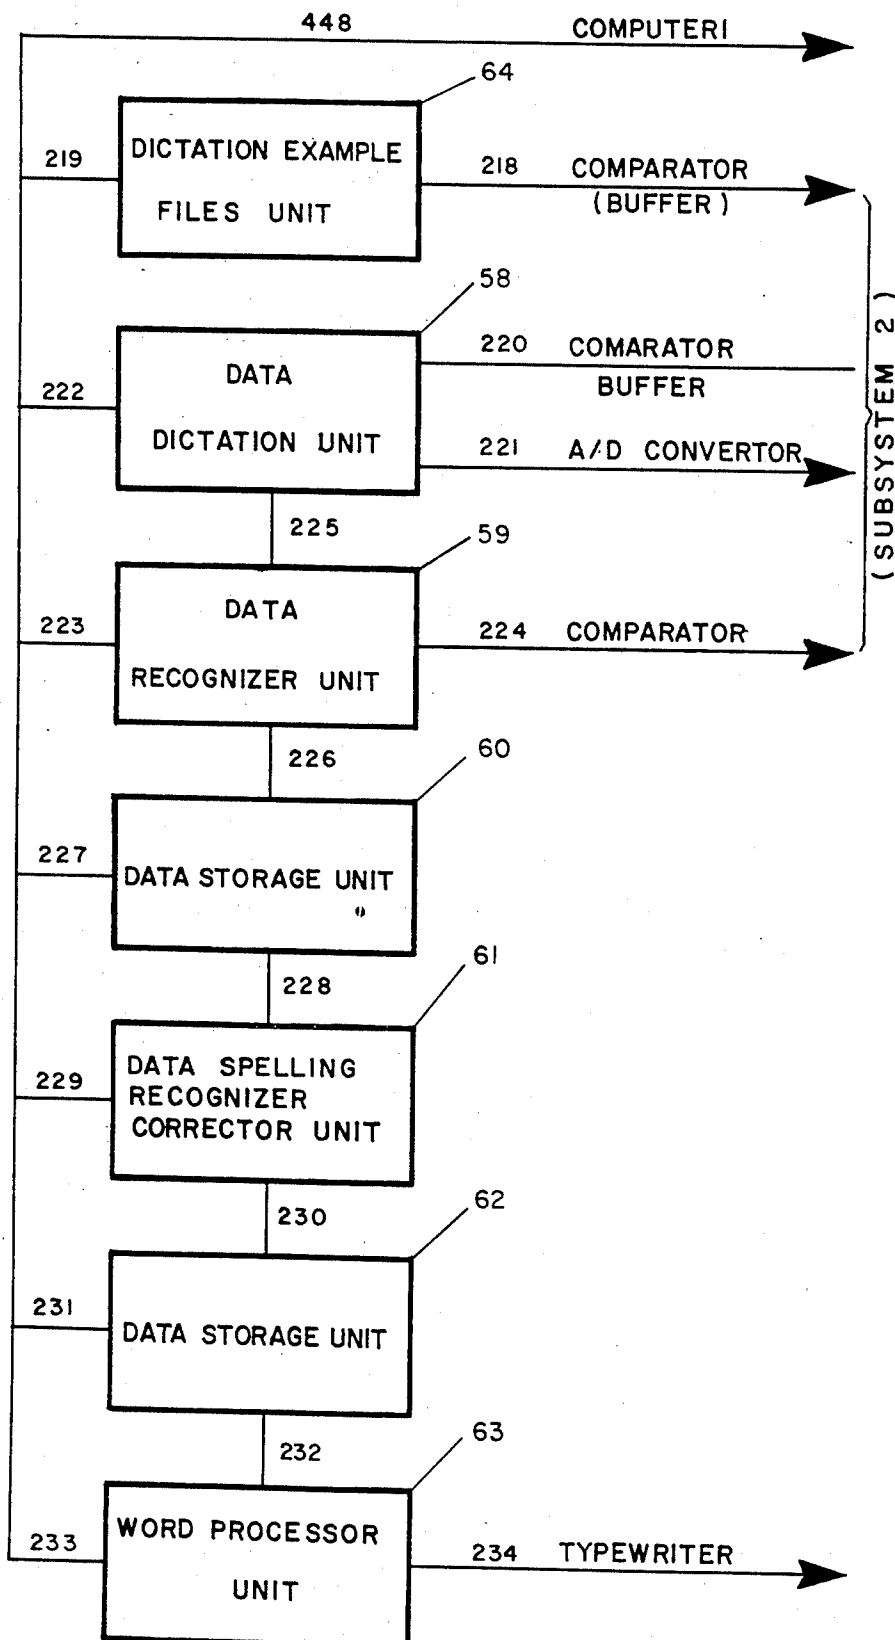 448 COMPUTER1
64
219 DICTATION EXAMPLE FILES UNIT 218 COMPARATOR
(BUFFER)
58
222 DATA DICTATION UNIT 220 COMARATOR
BUFFER
221 A/D CONVERTOR
(SUBSYSTEM 2)
225
59
223 DATA RECOGNIZER UNIT 224 COMPARATOR
226
60
227 DATA STORAGE UNIT
228
61
229 DATA SPELLING
RECOGNIZER
CORRECTOR UNIT
230
62
231 DATA STORAGE UNIT
232
63
233 WORD PROCESSOR UNIT 234 TYPEWRITER